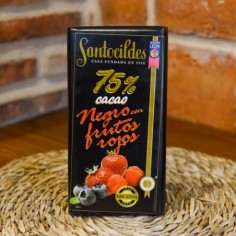 Santocildes
CASA FUNDADA EN 1916
75%
cacao
Negro con
frutos
rojos